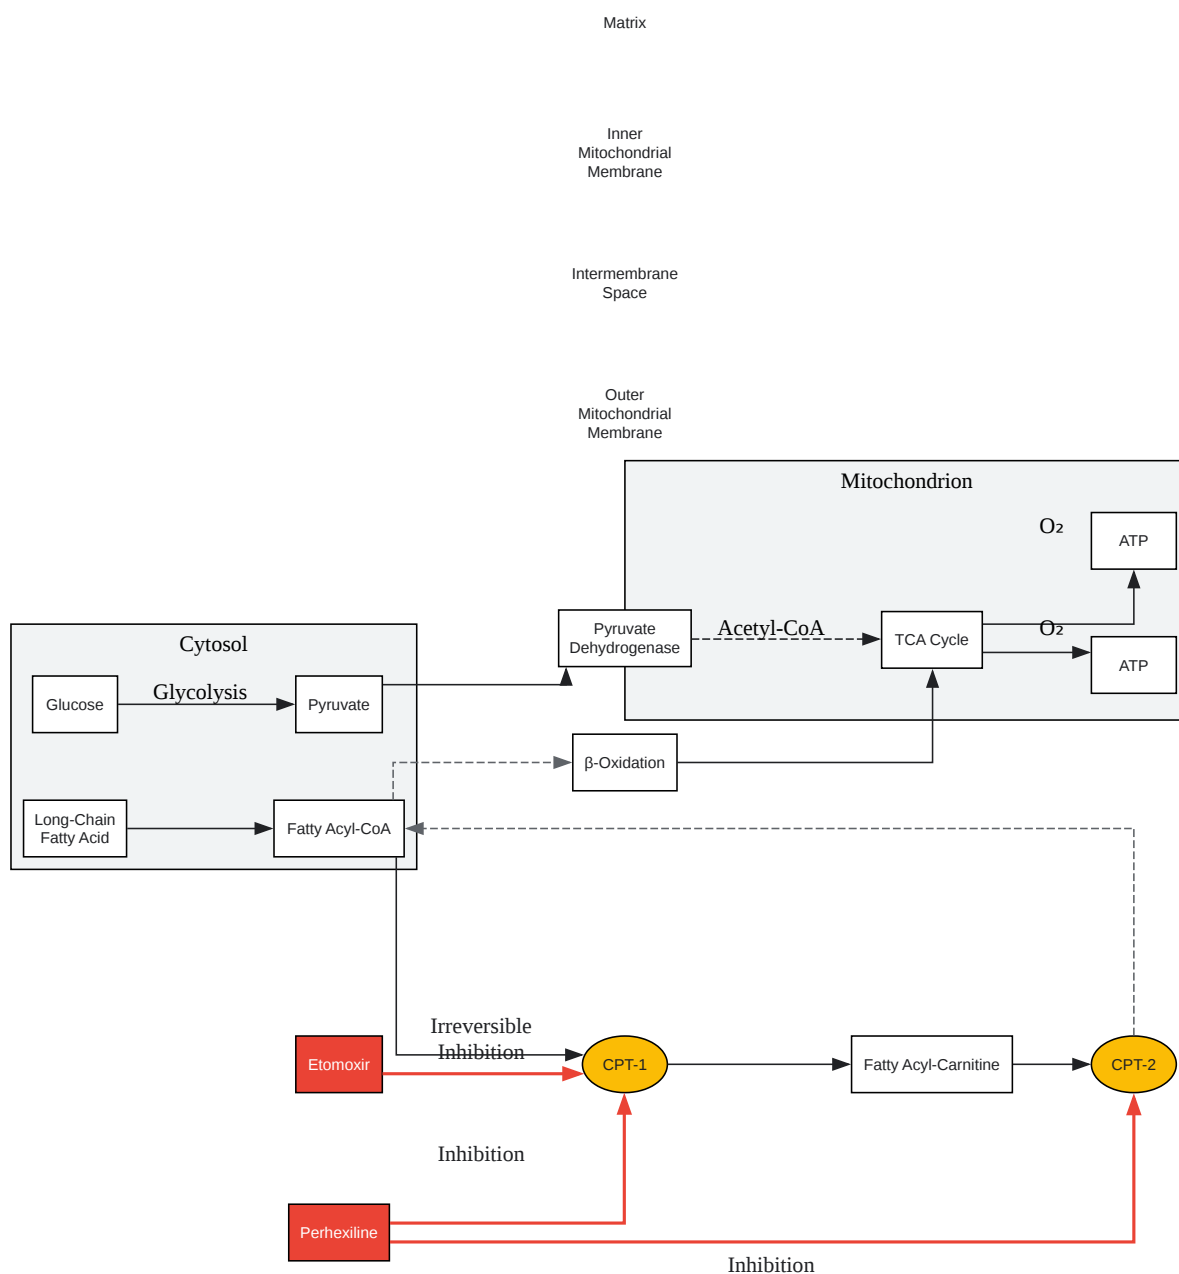 Matrix
Inner
Mitochondrial
Membrane
Intermembrane
Space
Outer
Mitochondrial
Membrane
Mitochondrion
O₂
ATP
Pyruvate
Dehydrogenase
Acetyl-CoA
TCA Cycle
O₂
ATP
Cytosol
Glucose
Glycolysis
Pyruvate
β-Oxidation
Long-Chain
Fatty Acid
Fatty Acyl-CoA
Irreversible
Inhibition
Etomoxir
CPT-1
Fatty Acyl-Carnitine
CPT-2
Inhibition
Perhexiline
Inhibition